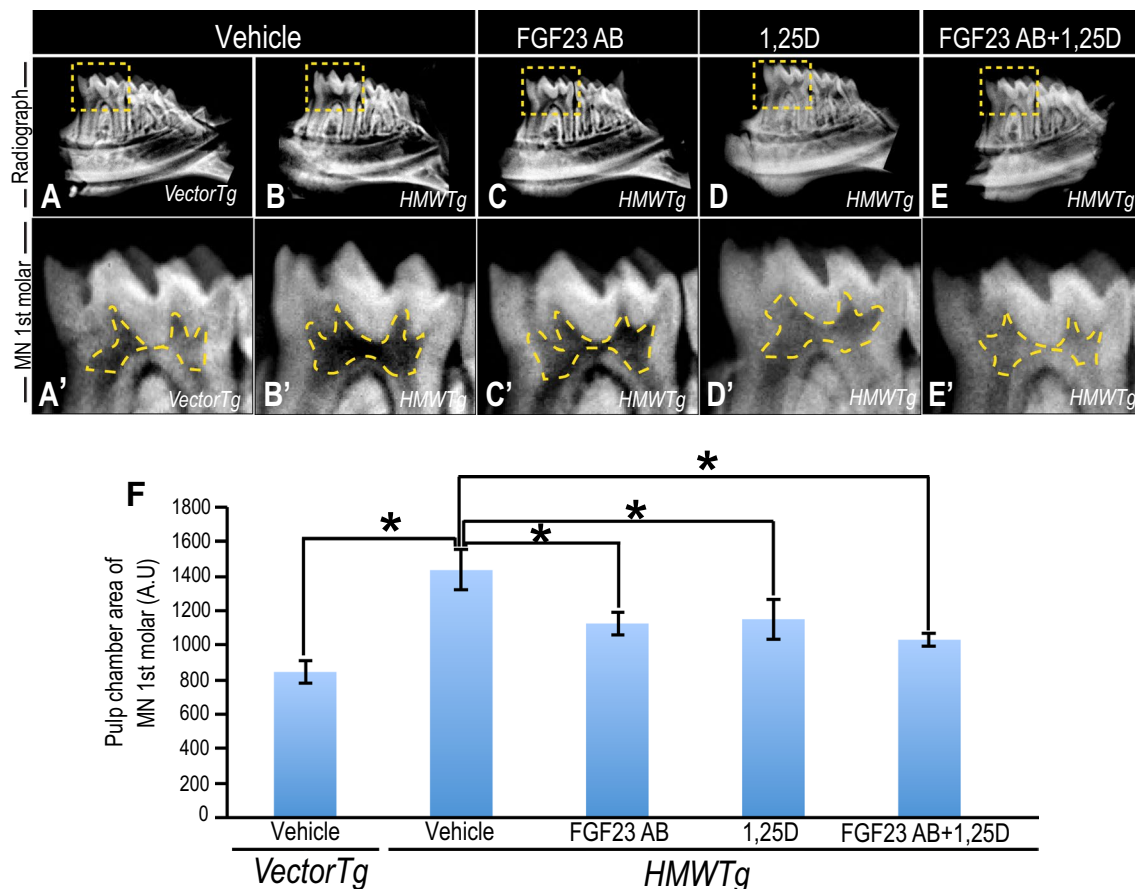 Vehicle FGF23 AB 1,25D FGF23 AB+1,25D
Radiograph
A VectorTg B HMWTg C HMWTg D HMWTg E HMWTg
MN 1st molar
A' VectorTg B' HMWTg C' HMWTg D' HMWTg E' HMWTg
F
Pulp chamber area of
MN 1st molar (A.U)
1800
1600
1400
1200
1000
800
600
400
200
0
* * * *
Vehicle Vehicle FGF23 AB 1,25D FGF23 AB+1,25D
VectorTg HMWTg